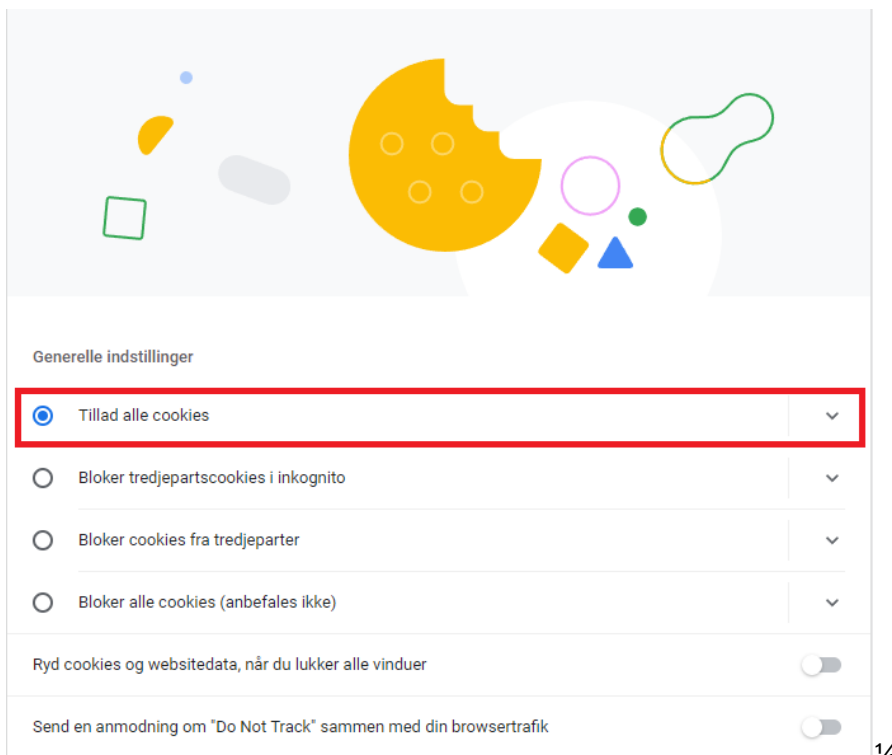 Generelle indstillinger
Tillad alle cookies
Bloker tredjepartscookies i inkognito
Bloker cookies fra tredjeparter
Bloker alle cookies (anbefales ikke)
Ryd cookies og websitedata, når du lukker alle vinduer
Send en anmodning om "Do Not Track" sammen med din browsertrafik